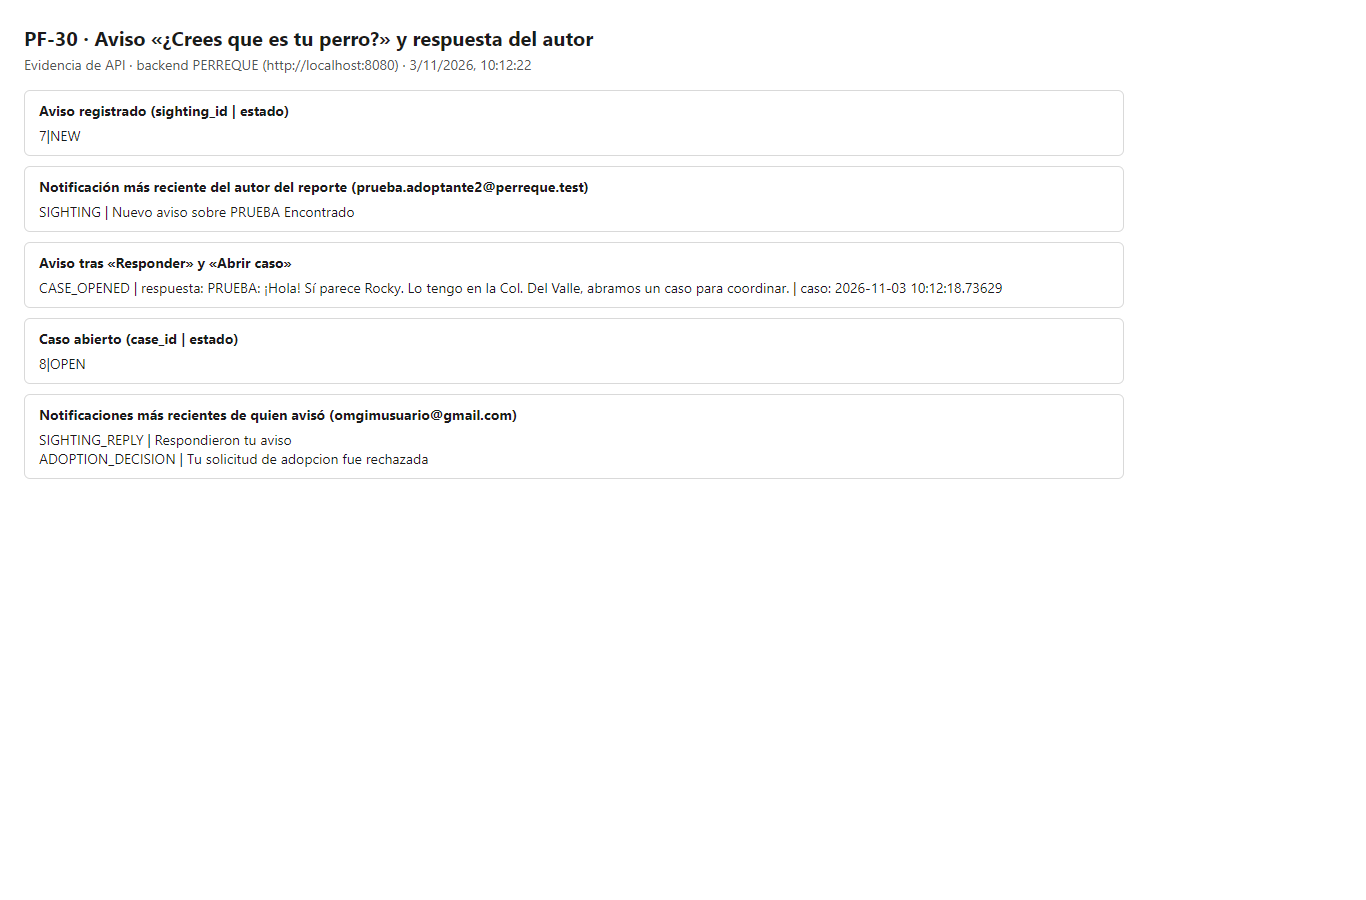 PF-30 · Aviso «¿Crees que es tu perro?» y respuesta del autor
Evidencia de API · backend PERREQUE (http://localhost:8080) · 3/11/2026, 10:12:22
Aviso registrado (sighting_id | estado)
7|NEW
Notificación más reciente del autor del reporte (prueba.adoptante2@perreque.test)
SIGHTING | Nuevo aviso sobre PRUEBA Encontrado
Aviso tras «Responder» y «Abrir caso»
CASE_OPENED | respuesta: PRUEBA: ¡Hola! Sí parece Rocky. Lo tengo en la Col. Del Valle, abramos un caso para coordinar. | caso: 2026-11-03 10:12:18.73629
Caso abierto (case_id | estado)
8|OPEN
Notificaciones más recientes de quien avisó (omgimusuario@gmail.com)
SIGHTING_REPLY | Respondieron tu aviso
ADOPTION_DECISION | Tu solicitud de adopcion fue rechazada